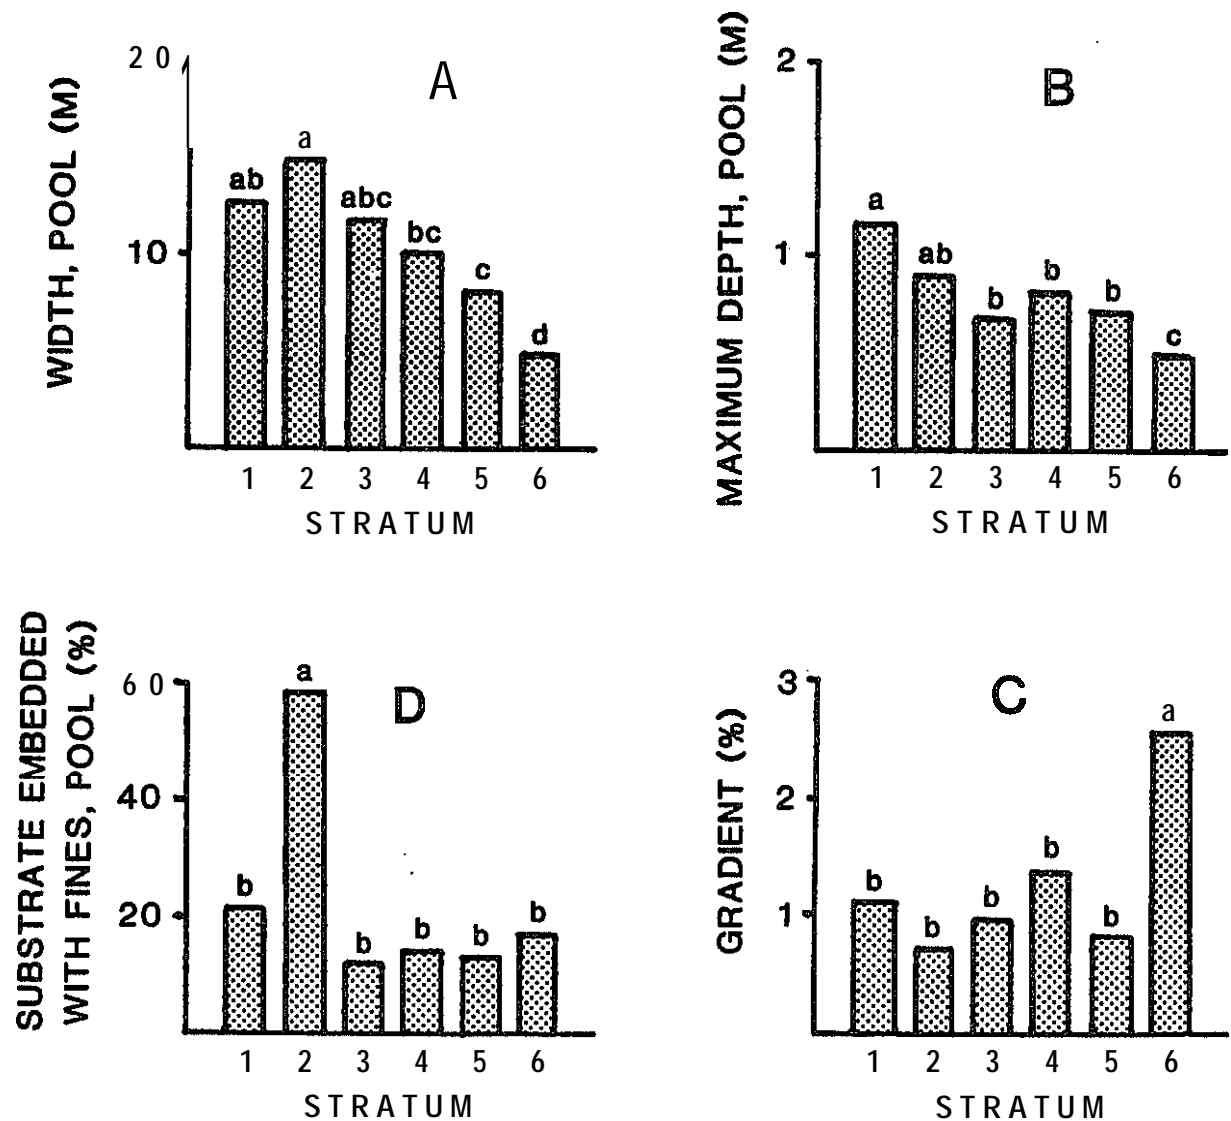 A
WIDTH, POOL (M)
20
10
ab
a
abc
bc
c
d
1 2 3 4 5 6
STRATUM
B
MAXIMUM DEPTH, POOL (M)
2
1
a
ab
b
b
b
c
1 2 3 4 5 6
STRATUM
D
SUBSTRATE EMBEDDED
WITH FINES, POOL (%)
60
40
20
b
a
b
b
b
b
1 2 3 4 5 6
STRATUM
C
GRADIENT (%)
3
2
1
b
b
b
b
b
a
1 2 3 4 5 6
STRATUM